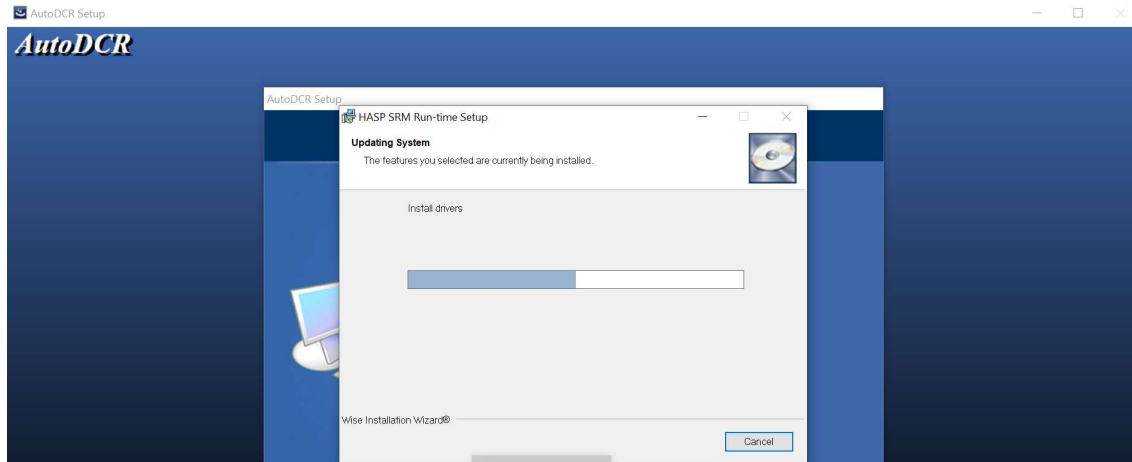 AutoDCR Setup
AutoDCR
AutoDCR Setup
HASP SRM Run-time Setup
Updating System
The features you selected are currently being installed.
Install drivers
Wise Installation Wizard®
Cancel